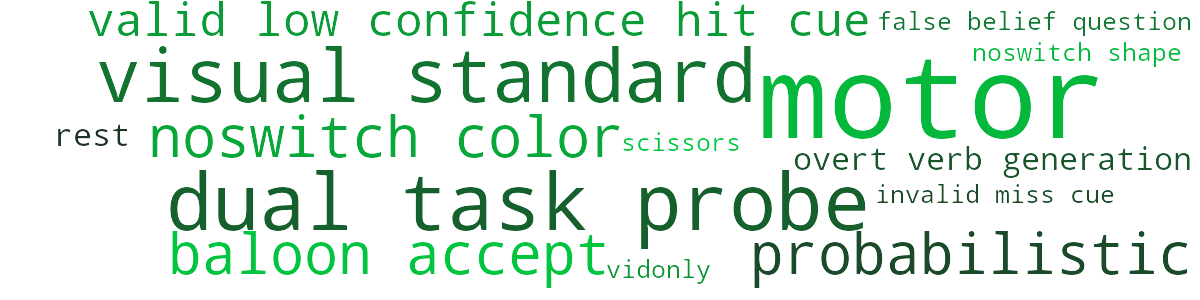 valid low confidence hit cue
false belief question
noswitch shape
visual standard
motor
rest
noswitch color
scissors
overt verb generation
dual task probe
invalid miss cue
baloon accept
vidonly
probabilistic